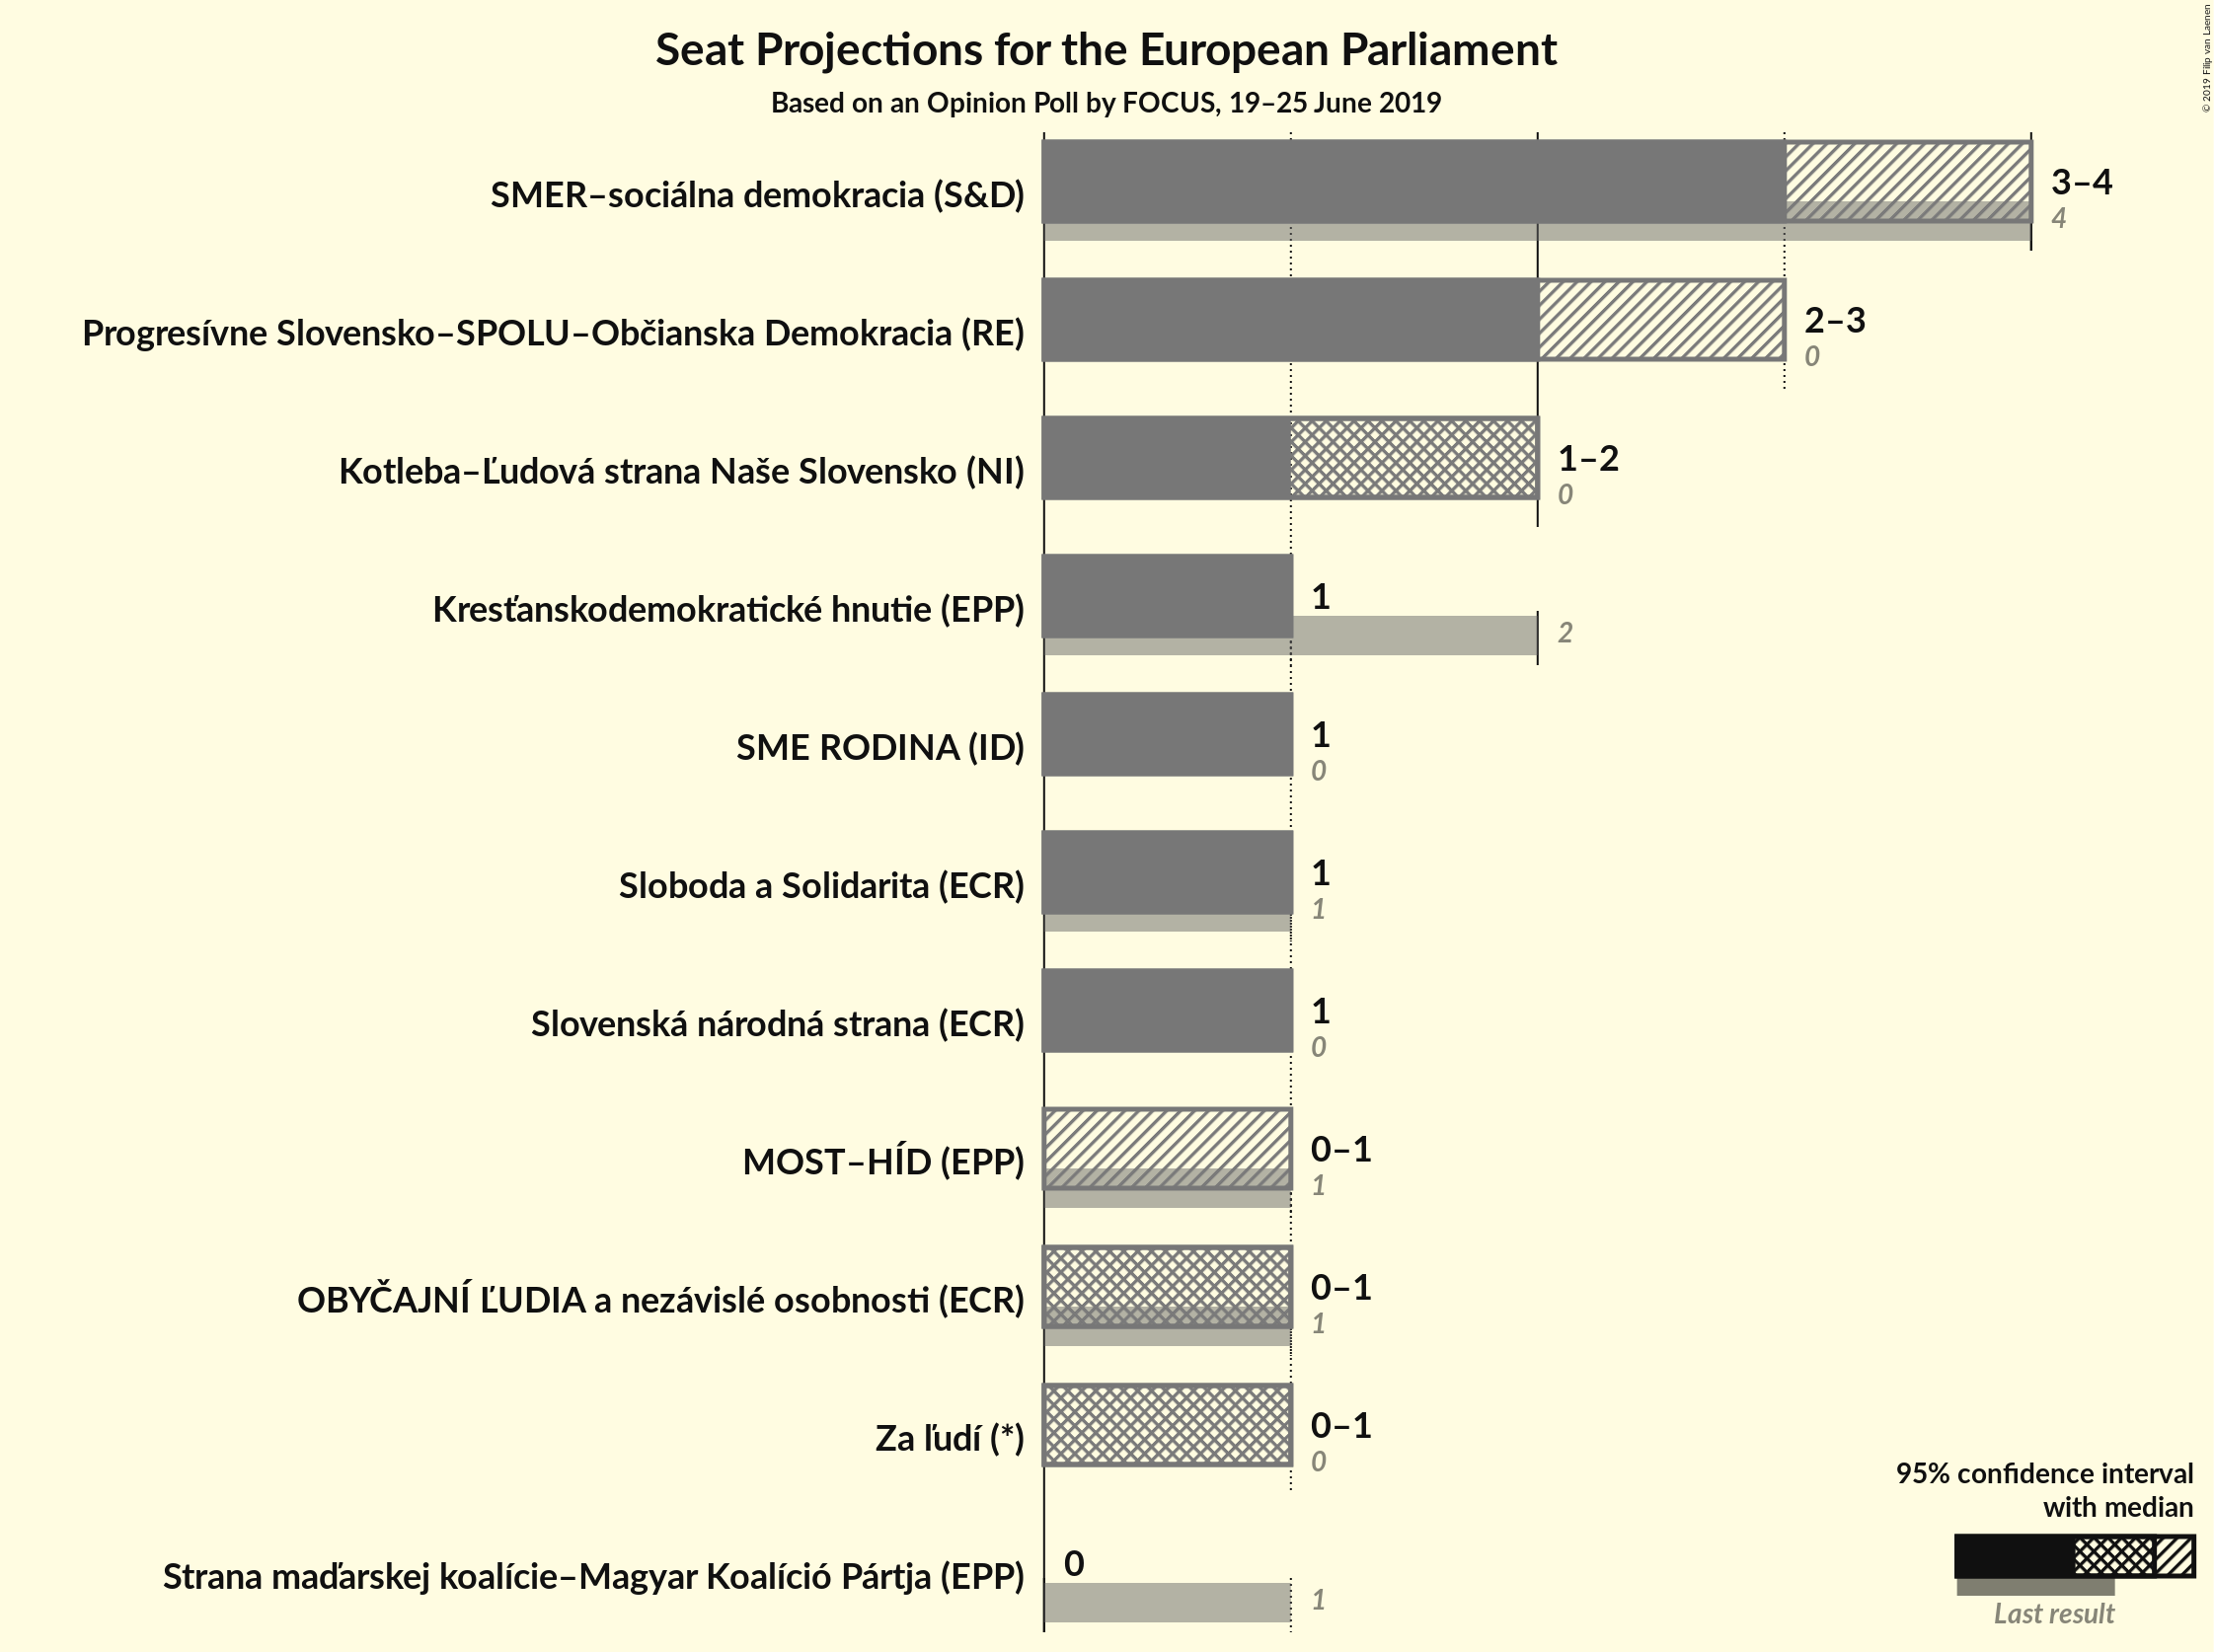 Seat Projections for the European Parliament
Based on an Opinion Poll by FOCUS, 19–25 June 2019
© 2019 Filip van Laenen
SMER–sociálna demokracia (S&D)
3–4
4
Progresívne Slovensko–SPOLU–Občianska Demokracia (RE)
2–3
0
Kotleba–Ľudová strana Naše Slovensko (NI)
1–2
0
Kresťanskodemokratické hnutie (EPP)
1
2
SME RODINA (ID)
1
0
Sloboda a Solidarita (ECR)
1
1
Slovenská národná strana (ECR)
1
0
MOST–HÍD (EPP)
0–1
1
OBYČAJNÍ ĽUDIA a nezávislé osobnosti (ECR)
0–1
1
Za ľudí (*)
0–1
0
Strana maďarskej koalície–Magyar Koalíció Pártja (EPP)
0
1
95% confidence interval
with median
Last result